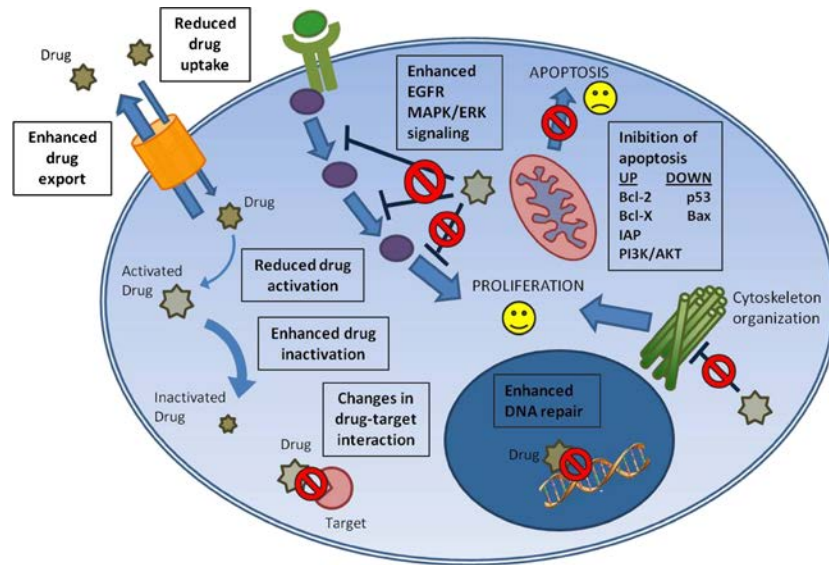 Reduced
drug
uptake
Drug
Enhanced
drug
export
Drug
Activated
Drug
Reduced drug
activation
Enhanced drug
inactivation
Inactivated
Drug
Changes in
drug-target
interaction
Drug
Target
Enhanced
EGFR
MAPK/ERK
signaling
APOPTOSIS
Inibition of
apoptosis
UP DOWN
Bcl-2 p53
Bcl-X Bax
IAP
PI3K/AKT
PROLIFERATION
Cytoskeleton
organization
Enhanced
DNA repair
Drug